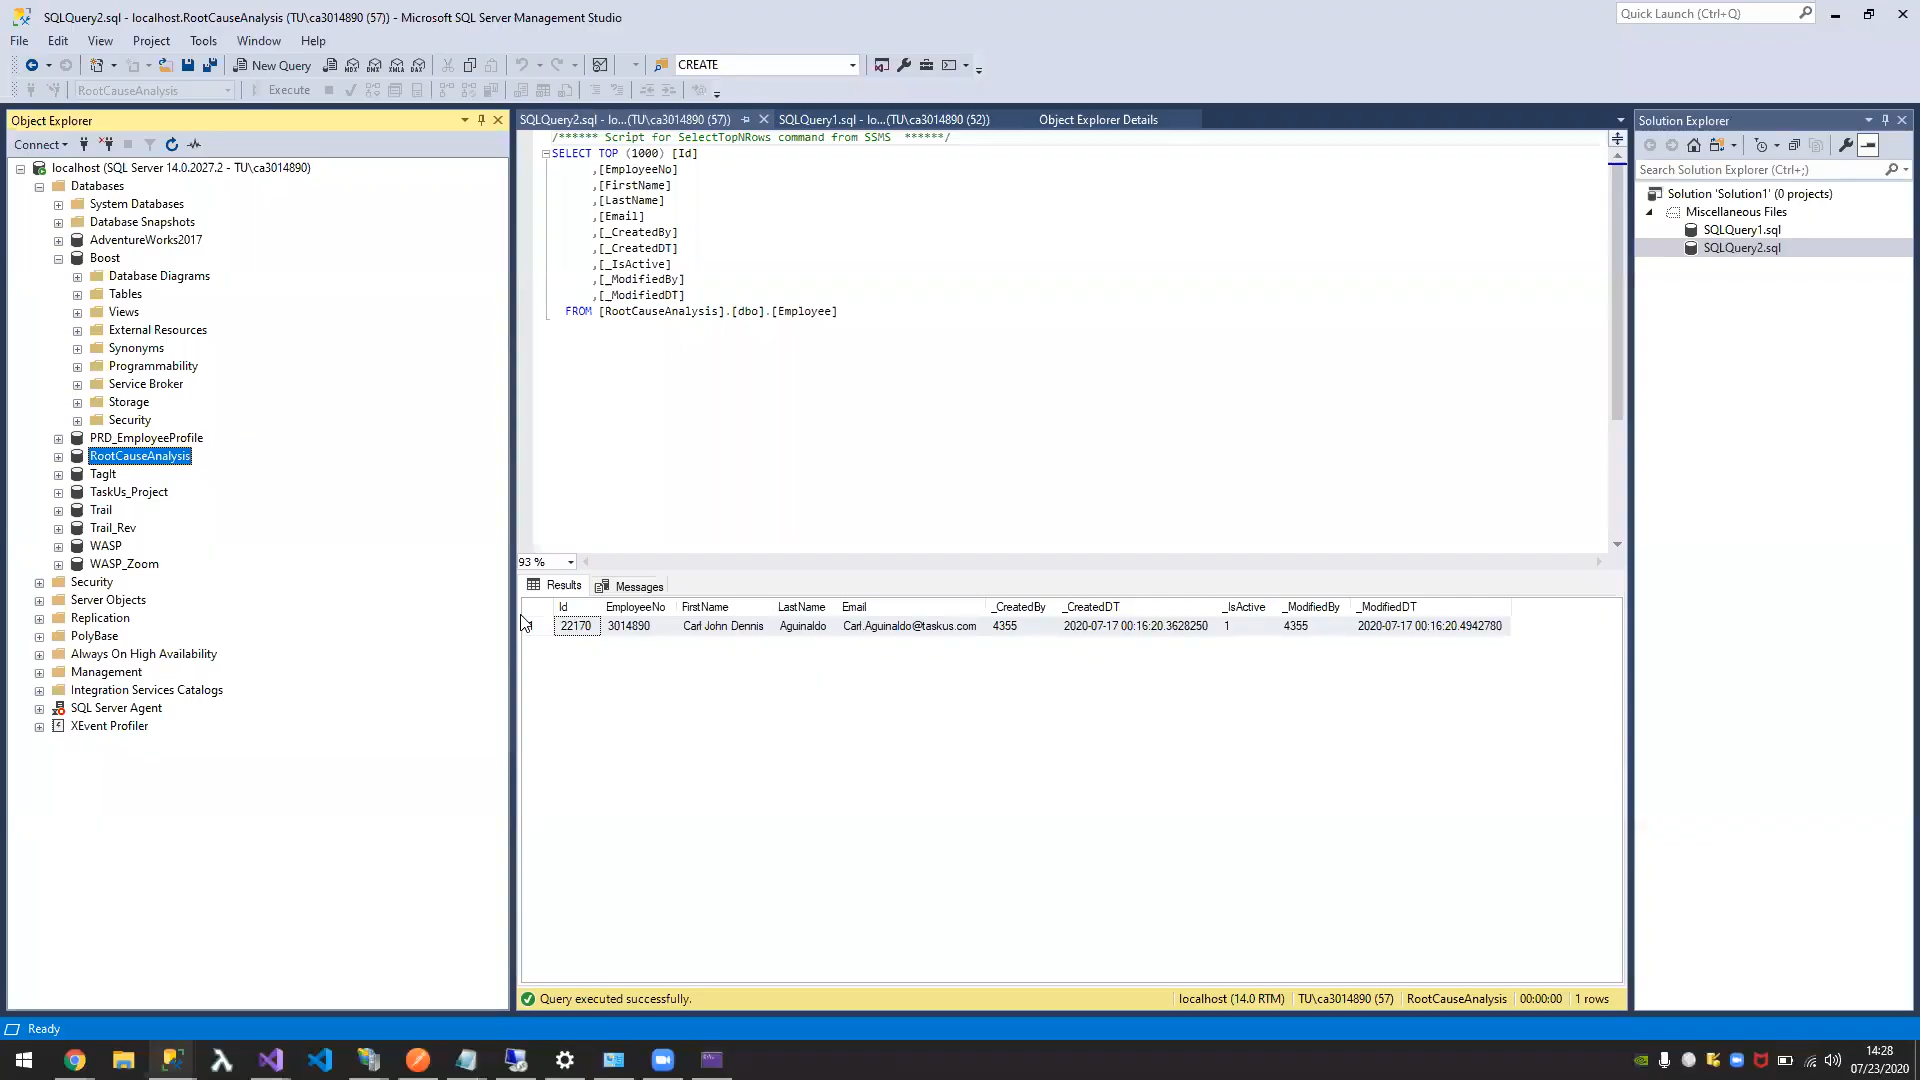 SQLQuery2.sql - localhost.RootCauseAnalysis (TU\ca3014890 (57)) - Microsoft SQL Server Management Studio
Quick Launch (Ctrl+Q)
File Edit View Project Tools Window Help
New Query
CREATE
RootCauseAnalysis
Execute
Object Explorer
Connect
localhost (SQL Server 14.0.2027.2 - TU\ca3014890)
Databases
System Databases
Database Snapshots
AdventureWorks2017
Boost
Database Diagrams
Tables
Views
External Resources
Synonyms
Programmability
Service Broker
Storage
Security
PRD_EmployeeProfile
RootCauseAnalysis
TagIt
TaskUs_Project
Trail
Trail_Rev
WASP
WASP_Zoom
Security
Server Objects
Replication
PolyBase
Always On High Availability
Management
Integration Services Catalogs
SQL Server Agent
XEvent Profiler
SQLQuery2.sql - lo...(TU\ca3014890 (57)) SQLQuery1.sql - lo...(TU\ca3014890 (52)) Object Explorer Details
/****** Script for SelectTopNRows command from SSMS ******/
SELECT TOP (1000) [Id]
,[EmployeeNo]
,[FirstName]
,[LastName]
,[Email]
,[_CreatedBy]
,[_CreatedDT]
,[_IsActive]
,[_ModifiedBy]
,[_ModifiedDT]
FROM [RootCauseAnalysis].[dbo].[Employee]
93 %
Results Messages
Id EmployeeNo FirstName LastName Email _CreatedBy _CreatedDT _IsActive _ModifiedBy _ModifiedDT
22170 3014890 Carl John Dennis Aguinaldo Carl.Aguinaldo@taskus.com 4355 2020-07-17 00:16:20.3628250 1 4355 2020-07-17 00:16:20.4942780
Query executed successfully. localhost (14.0 RTM) TU\ca3014890 (57) RootCauseAnalysis 00:00:00 1 rows
Solution Explorer
Search Solution Explorer (Ctrl+;)
Solution 'Solution1' (0 projects)
Miscellaneous Files
SQLQuery1.sql
SQLQuery2.sql
Ready
14:28
07/23/2020